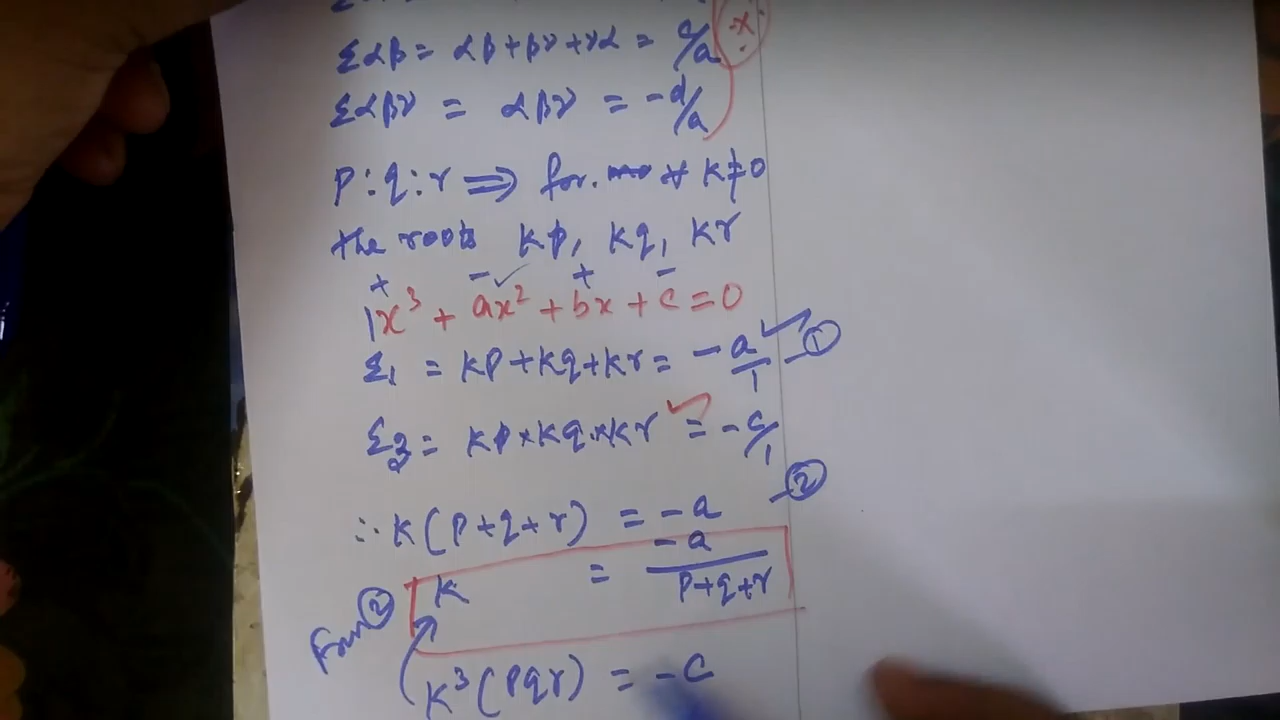 Σαβ = αβ + βγ + γα = c/a
·x·
Σαβγ = αβγ = -d/a
p : q : r ⟹ for ∀ k ≠ 0
the roots kp, kq, kr
+ - ✓ + -
1x³ + ax² + bx + c = 0
Σ₁ = kp + kq + kr = -a/1 ①
Σ₃ = kp × kq × kr = -c/1
②
∴ k(p+q+r) = -a
k = -a/(p+q+r)
From ②
k³(pqr) = -c